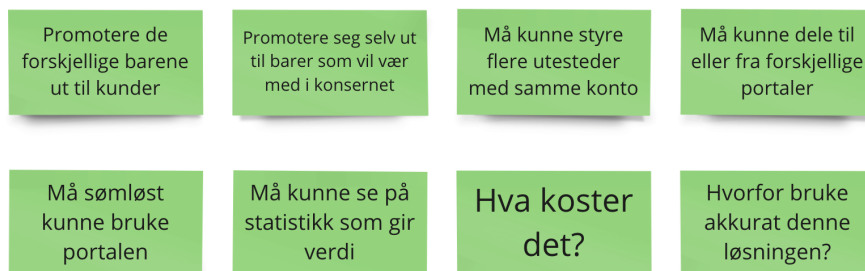 Promotere de
forskjellige barene
ut til kunder
Promotere seg selv ut
til barer som vil vær
med i konsernet
Må kunne styre
flere utesteder
med samme konto
Må kunne dele til
eller fra forskjellige
portaler
Må sømløst
kunne bruke
portalen
Må kunne se på
statistikk som gir
verdi
Hva koster
det?
Hvorfor bruke
akkurat denne
løsningen?